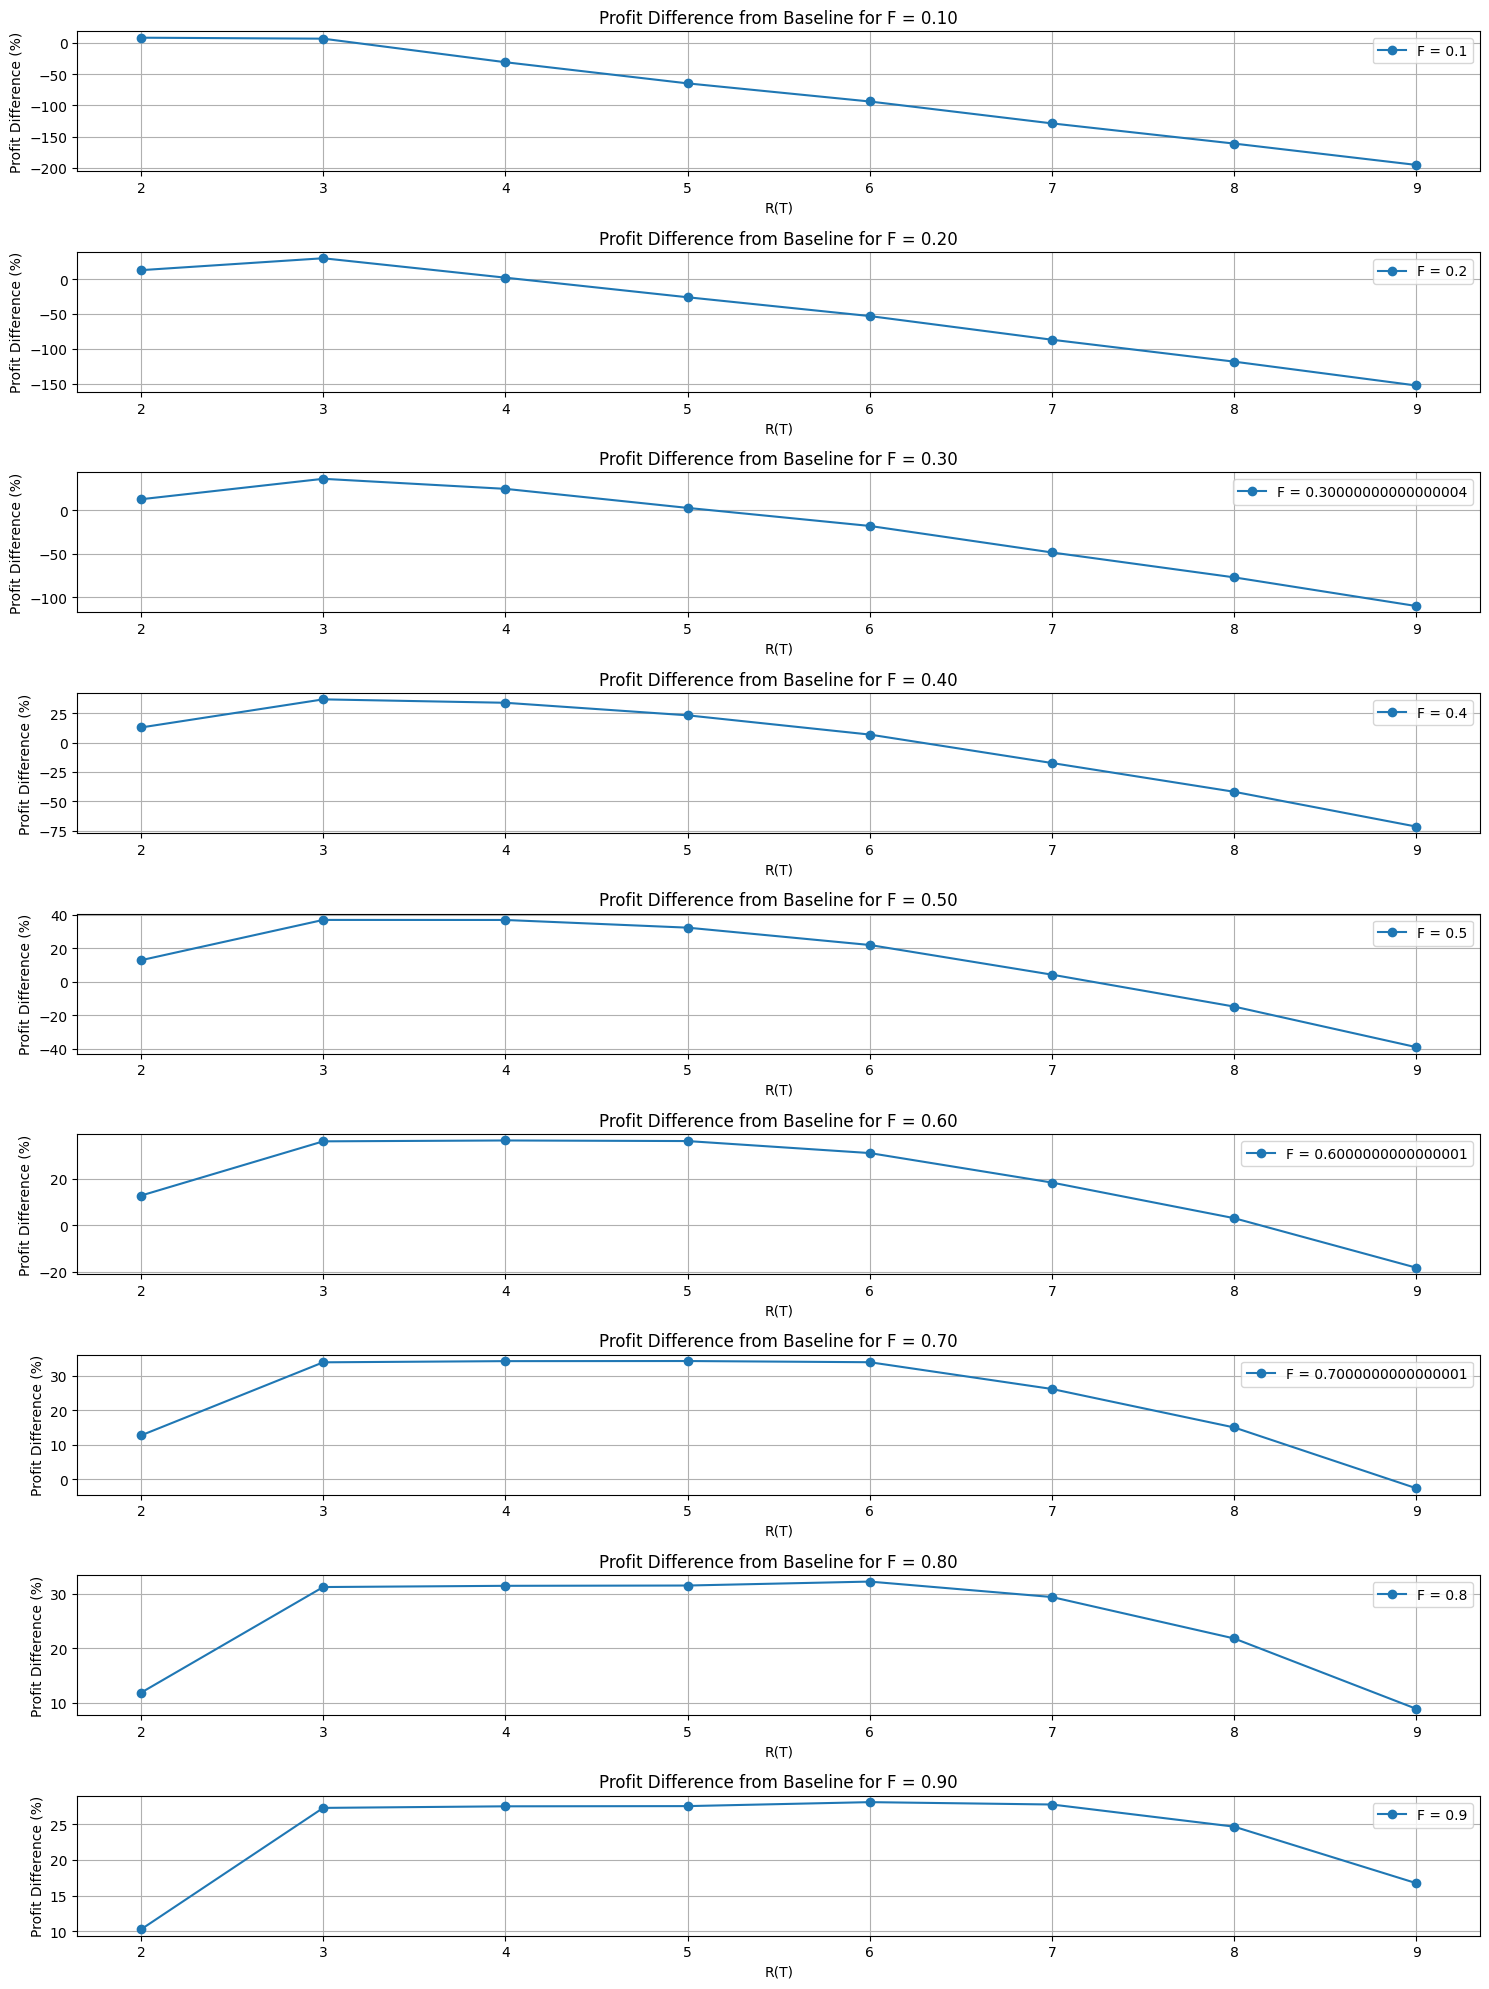 Profit Difference from Baseline for F = 0.10
Profit Difference (%)
0
−50
−100
−150
−200
F = 0.1
2 3 4 5 6 7 8 9
R(T)
Profit Difference from Baseline for F = 0.20
Profit Difference (%)
0
−50
−100
−150
F = 0.2
2 3 4 5 6 7 8 9
R(T)
Profit Difference from Baseline for F = 0.30
Profit Difference (%)
0
−50
−100
F = 0.30000000000000004
2 3 4 5 6 7 8 9
R(T)
Profit Difference from Baseline for F = 0.40
Profit Difference (%)
25
0
−25
−50
−75
F = 0.4
2 3 4 5 6 7 8 9
R(T)
Profit Difference from Baseline for F = 0.50
Profit Difference (%)
40
20
0
−20
−40
F = 0.5
2 3 4 5 6 7 8 9
R(T)
Profit Difference from Baseline for F = 0.60
Profit Difference (%)
20
0
−20
F = 0.6000000000000001
2 3 4 5 6 7 8 9
R(T)
Profit Difference from Baseline for F = 0.70
Profit Difference (%)
30
20
10
0
F = 0.7000000000000001
2 3 4 5 6 7 8 9
R(T)
Profit Difference from Baseline for F = 0.80
Profit Difference (%)
30
20
10
F = 0.8
2 3 4 5 6 7 8 9
R(T)
Profit Difference from Baseline for F = 0.90
Profit Difference (%)
25
20
15
10
F = 0.9
2 3 4 5 6 7 8 9
R(T)